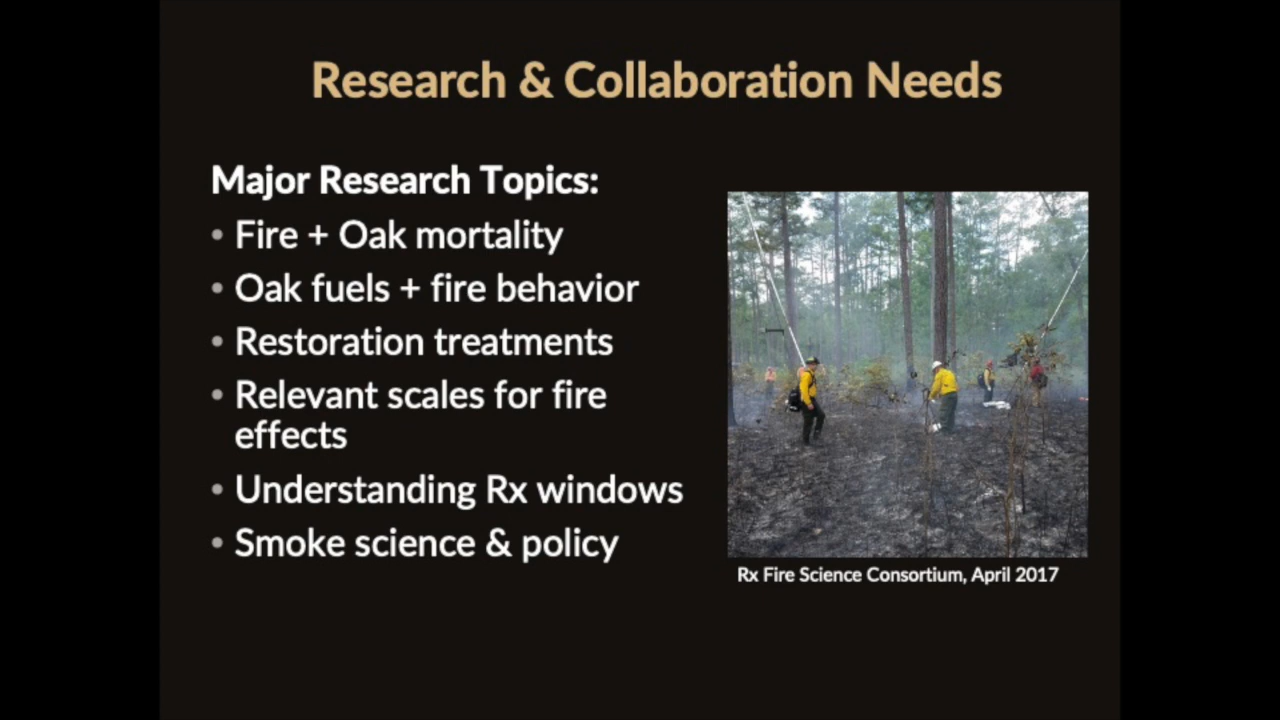 Research & Collaboration Needs
Major Research Topics:
• Fire + Oak mortality
• Oak fuels + fire behavior
• Restoration treatments
• Relevant scales for fire
effects
• Understanding Rx windows
• Smoke science & policy
Rx Fire Science Consortium, April 2017